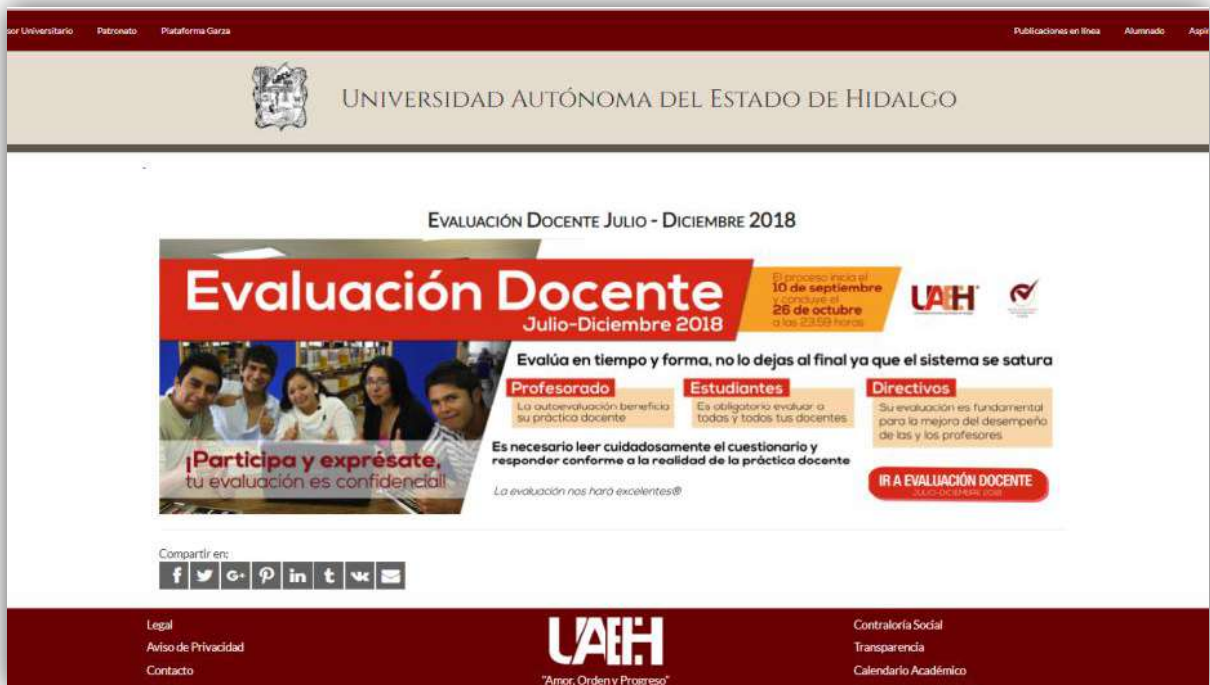 sor Universitario Patronato Plataforma Garza Publicaciones en línea Alumnado Aspir
UNIVERSIDAD AUTÓNOMA DEL ESTADO DE HIDALGO
EVALUACIÓN DOCENTE JULIO - DICIEMBRE 2018
Evaluación Docente
Julio-Diciembre 2018
El proceso inicia el
10 de septiembre
y concluye el
26 de octubre
a las 23:59 horas
UAEH
Evalúa en tiempo y forma, no lo dejas al final ya que el sistema se satura
Profesorado
La autoevaluación beneficia
su práctica docente
Estudiantes
Es obligatorio evaluar a
todas y todos tus docentes
Directivos
Su evaluación es fundamental
para la mejora del desempeño
de las y los profesores
Es necesario leer cuidadosamente el cuestionario y
responder conforme a la realidad de la práctica docente
¡Participa y exprésate,
tu evaluación es confidencial!
La evaluación nos hará excelentes®
IR A EVALUACIÓN DOCENTE
JULIO-DICIEMBRE 2018
Compartir en:
Legal
Aviso de Privacidad
Contacto
UAEH
"Amor, Orden y Progreso"
Contraloría Social
Transparencia
Calendario Académico